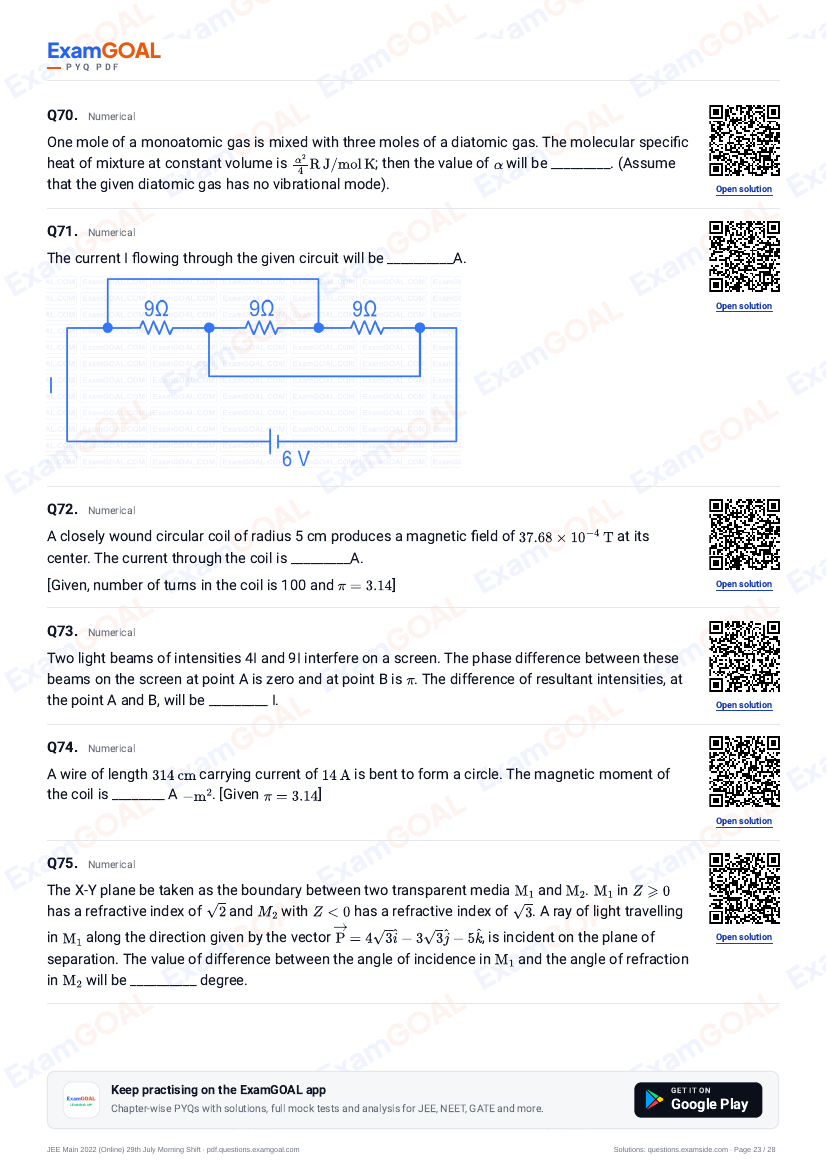 ExamGOAL
PYQ PDF
Q70. Numerical
One mole of a monoatomic gas is mixed with three moles of a diatomic gas. The molecular specific
heat of mixture at constant volume is α²/4 R J/mol K; then the value of α will be _________. (Assume
that the given diatomic gas has no vibrational mode).
Open solution
Q71. Numerical
The current I flowing through the given circuit will be __________A.
9Ω 9Ω 9Ω
I
6 V
Open solution
Q72. Numerical
A closely wound circular coil of radius 5 cm produces a magnetic field of 37.68 × 10⁻⁴ T at its
center. The current through the coil is _________A.
[Given, number of turns in the coil is 100 and π = 3.14]
Open solution
Q73. Numerical
Two light beams of intensities 4I and 9I interfere on a screen. The phase difference between these
beams on the screen at point A is zero and at point B is π. The difference of resultant intensities, at
the point A and B, will be _________ I.
Open solution
Q74. Numerical
A wire of length 314 cm carrying current of 14 A is bent to form a circle. The magnetic moment of
the coil is ________ A −m². [Given π = 3.14]
Open solution
Q75. Numerical
The X-Y plane be taken as the boundary between two transparent media M₁ and M₂. M₁ in Z ⩾ 0
has a refractive index of √2 and M₂ with Z < 0 has a refractive index of √3. A ray of light travelling
in M₁ along the direction given by the vector P⃗ = 4√3î − 3√3ĵ − 5k̂, is incident on the plane of
separation. The value of difference between the angle of incidence in M₁ and the angle of refraction
in M₂ will be __________ degree.
Open solution
Keep practising on the ExamGOAL app
Chapter-wise PYQs with solutions, full mock tests and analysis for JEE, NEET, GATE and more.
GET IT ON
Google Play
JEE Main 2022 (Online) 29th July Morning Shift · pdf.questions.examgoal.com
Solutions: questions.examside.com · Page 23 / 28